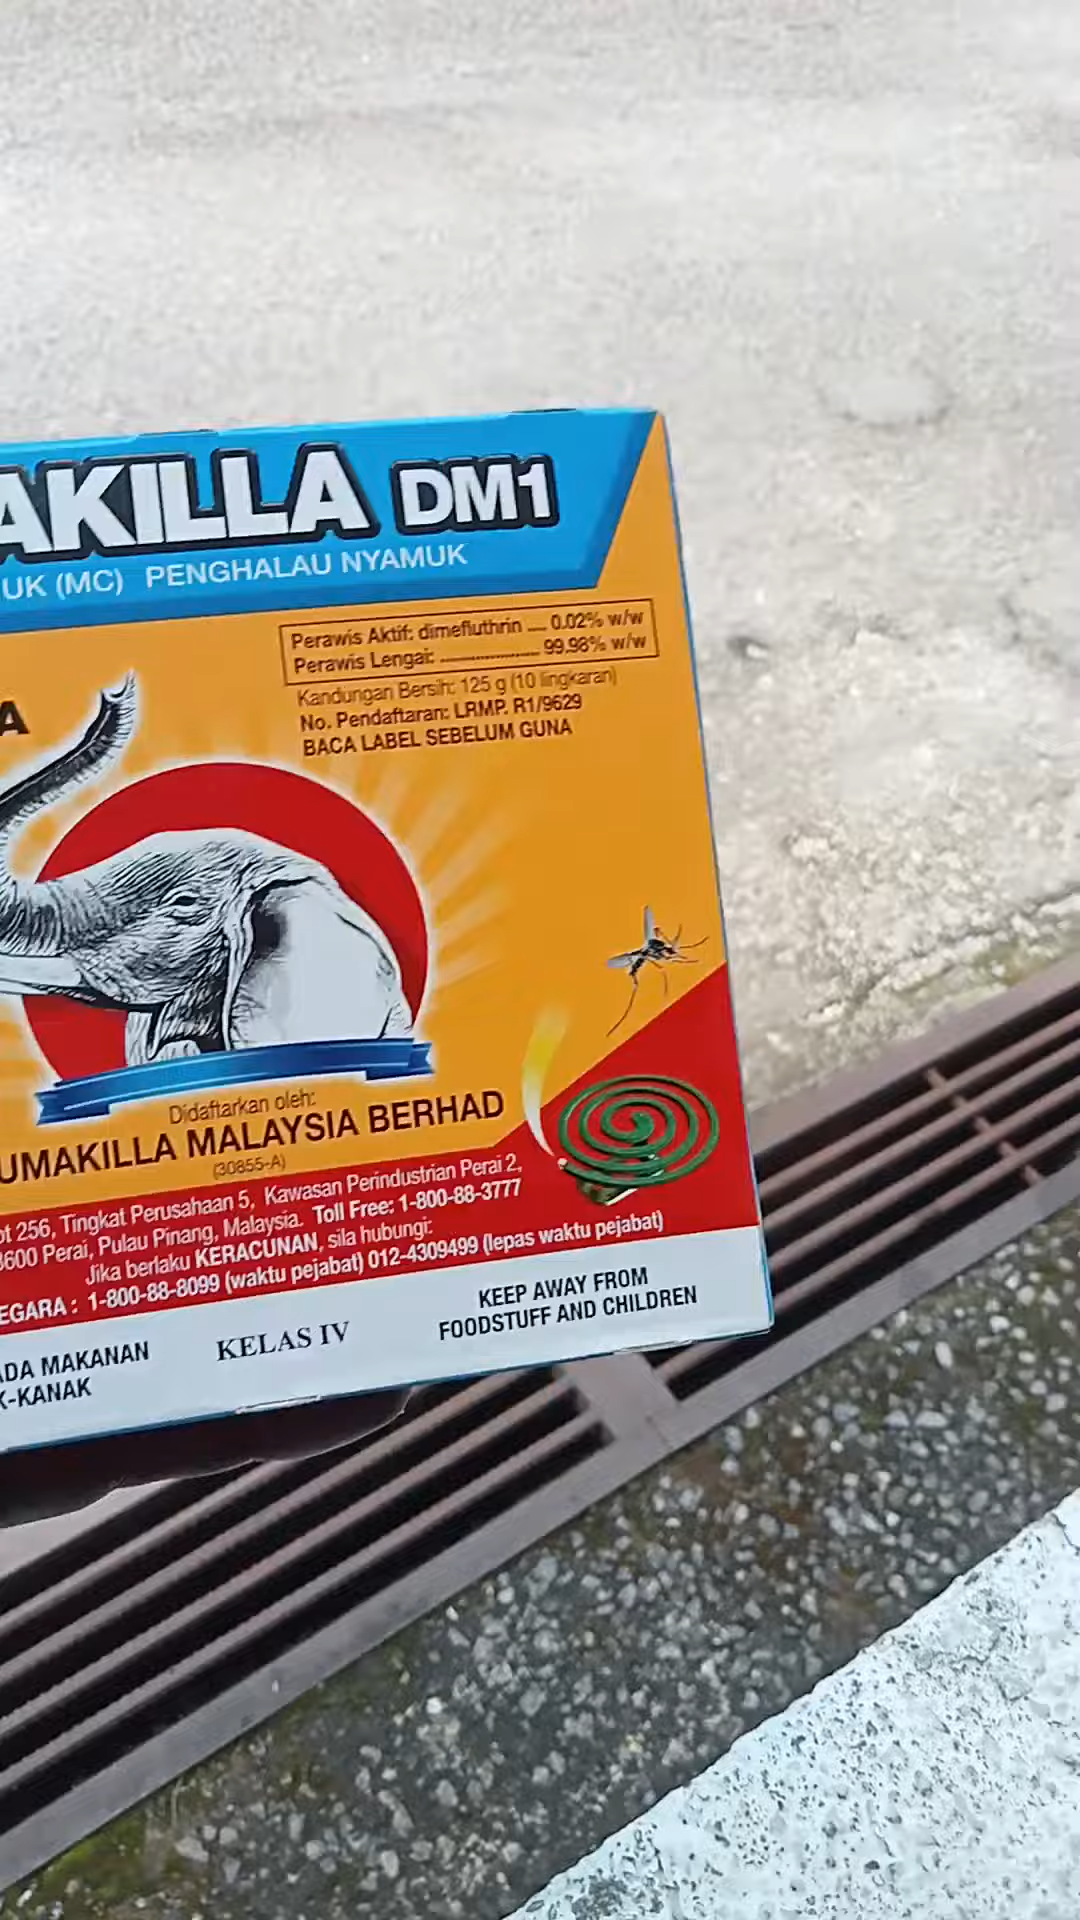 AKILLA DM1
UK (MC) PENGHALAU NYAMUK
Perawis Aktif: dimefluthrin ... 0.02% w/w
Perawis Lengai: .................... 99.98% w/w
Kandungan Bersih: 125 g (10 lingkaran)
No. Pendaftaran: LRMP. R1/9629
BACA LABEL SEBELUM GUNA
A
Didaftarkan oleh:
UMAKILLA MALAYSIA BERHAD
(30855-A)
ot 256, Tingkat Perusahaan 5, Kawasan Perindustrian Perai 2,
3600 Perai, Pulau Pinang, Malaysia. Toll Free: 1-800-88-3777
Jika berlaku KERACUNAN, sila hubungi:
EGARA : 1-800-88-8099 (waktu pejabat) 012-4309499 (lepas waktu pejabat)
ADA MAKANAN
K-KANAK
KELAS IV
KEEP AWAY FROM
FOODSTUFF AND CHILDREN